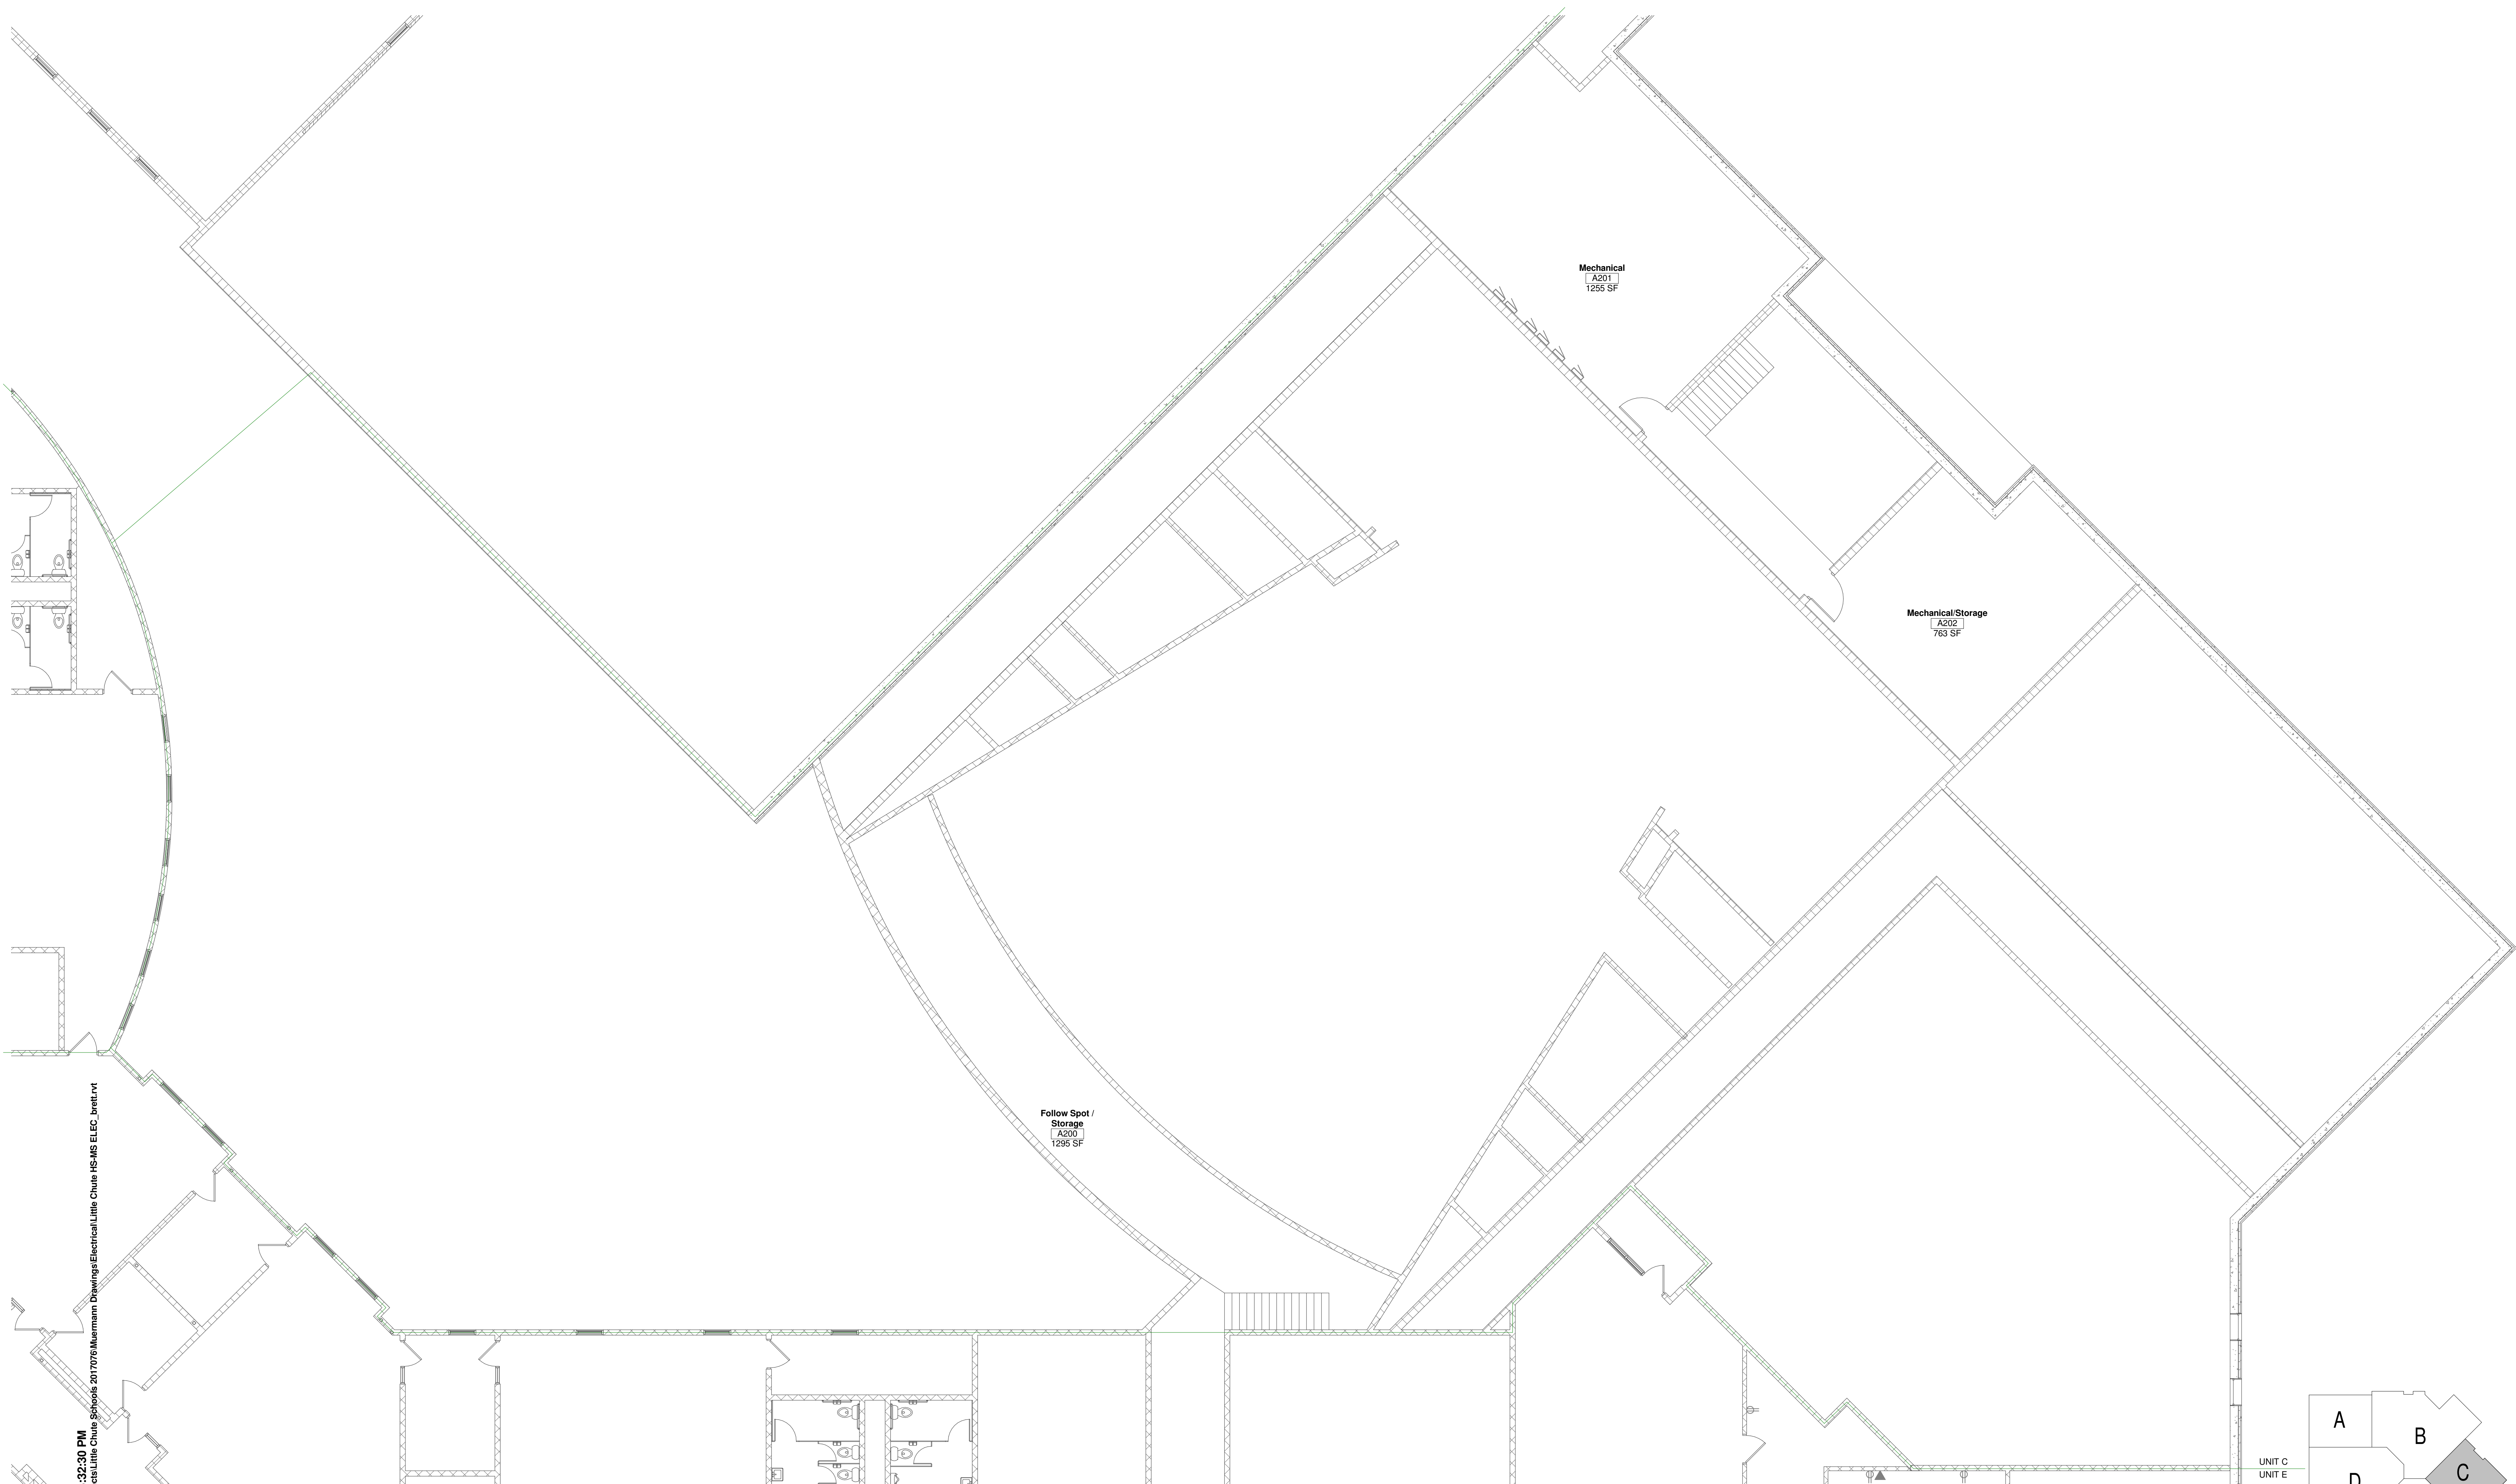 Mechanical
A201
1255 SF
Mechanical/Storage
A202
763 SF
Follow Spot /
Storage
A200
1295 SF
:32:30 PM
cts\Little Chute Schools 2017076\Muermann Drawings\Electrical\Little Chute HS-MS ELEC_brett.rvt
UNIT C
UNIT E
A
B
C
D